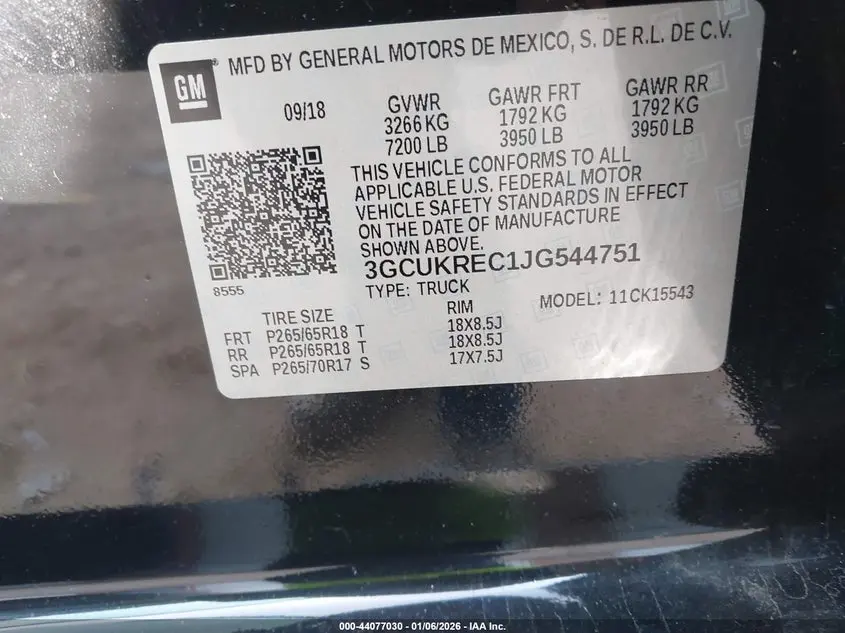 GM
MFD BY GENERAL MOTORS DE MEXICO, S. DE R.L. DE C.V.
09/18
GVWR
3266 KG
7200 LB
GAWR FRT
1792 KG
3950 LB
GAWR RR
1792 KG
3950 LB
THIS VEHICLE CONFORMS TO ALL
APPLICABLE U.S. FEDERAL MOTOR
VEHICLE SAFETY STANDARDS IN EFFECT
ON THE DATE OF MANUFACTURE
SHOWN ABOVE.
8555
3GCUKREC1JG544751
TYPE: TRUCK
MODEL: 11CK15543
TIRE SIZE RIM
FRT P265/65R18 T 18X8.5J
RR P265/65R18 T 18X8.5J
SPA P265/70R17 S 17X7.5J
000-44077030 - 01/06/2026 - IAA Inc.